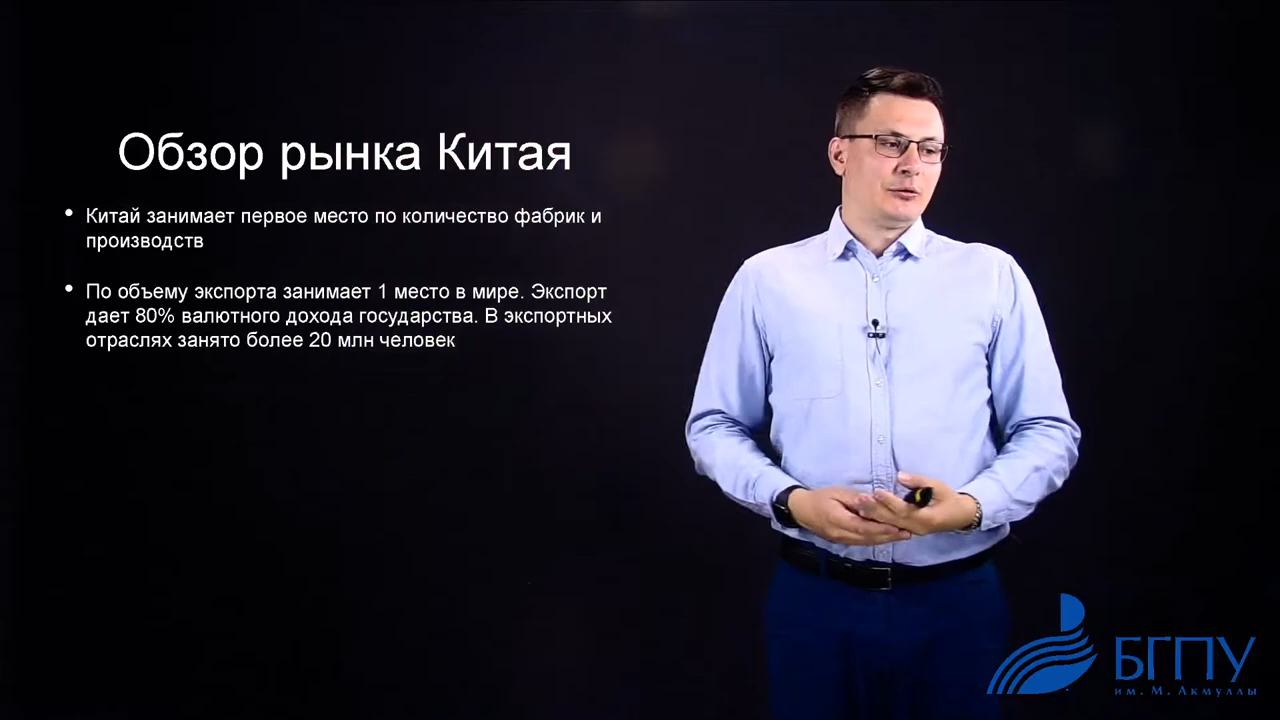 Обзор рынка Китая
• Китай занимает первое место по количество фабрик и
производств
• По объему экспорта занимает 1 место в мире. Экспорт
дает 80% валютного дохода государства. В экспортных
отраслях занято более 20 млн человек
БГПУ
им. М. Акмуллы